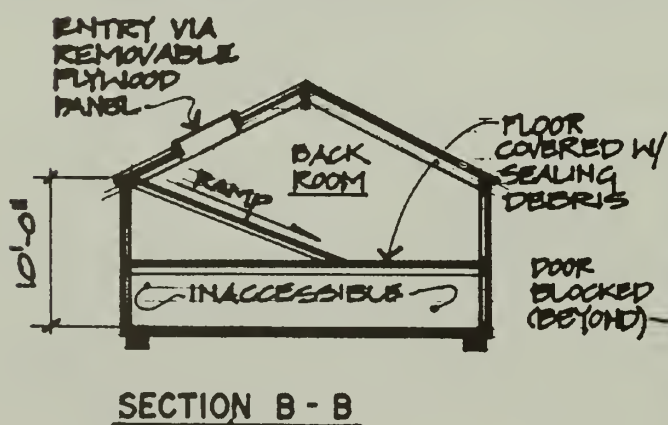 ENTRY VIA
REMOVABLE
PLYWOOD
PANEL
FLOOR
COVERED W/
SEALING
DEBRIS
BACK
ROOM
RAMP
10'-0"
INACCESSIBLE
DOOR
BLOCKED
(BEYOND)
SECTION B - B